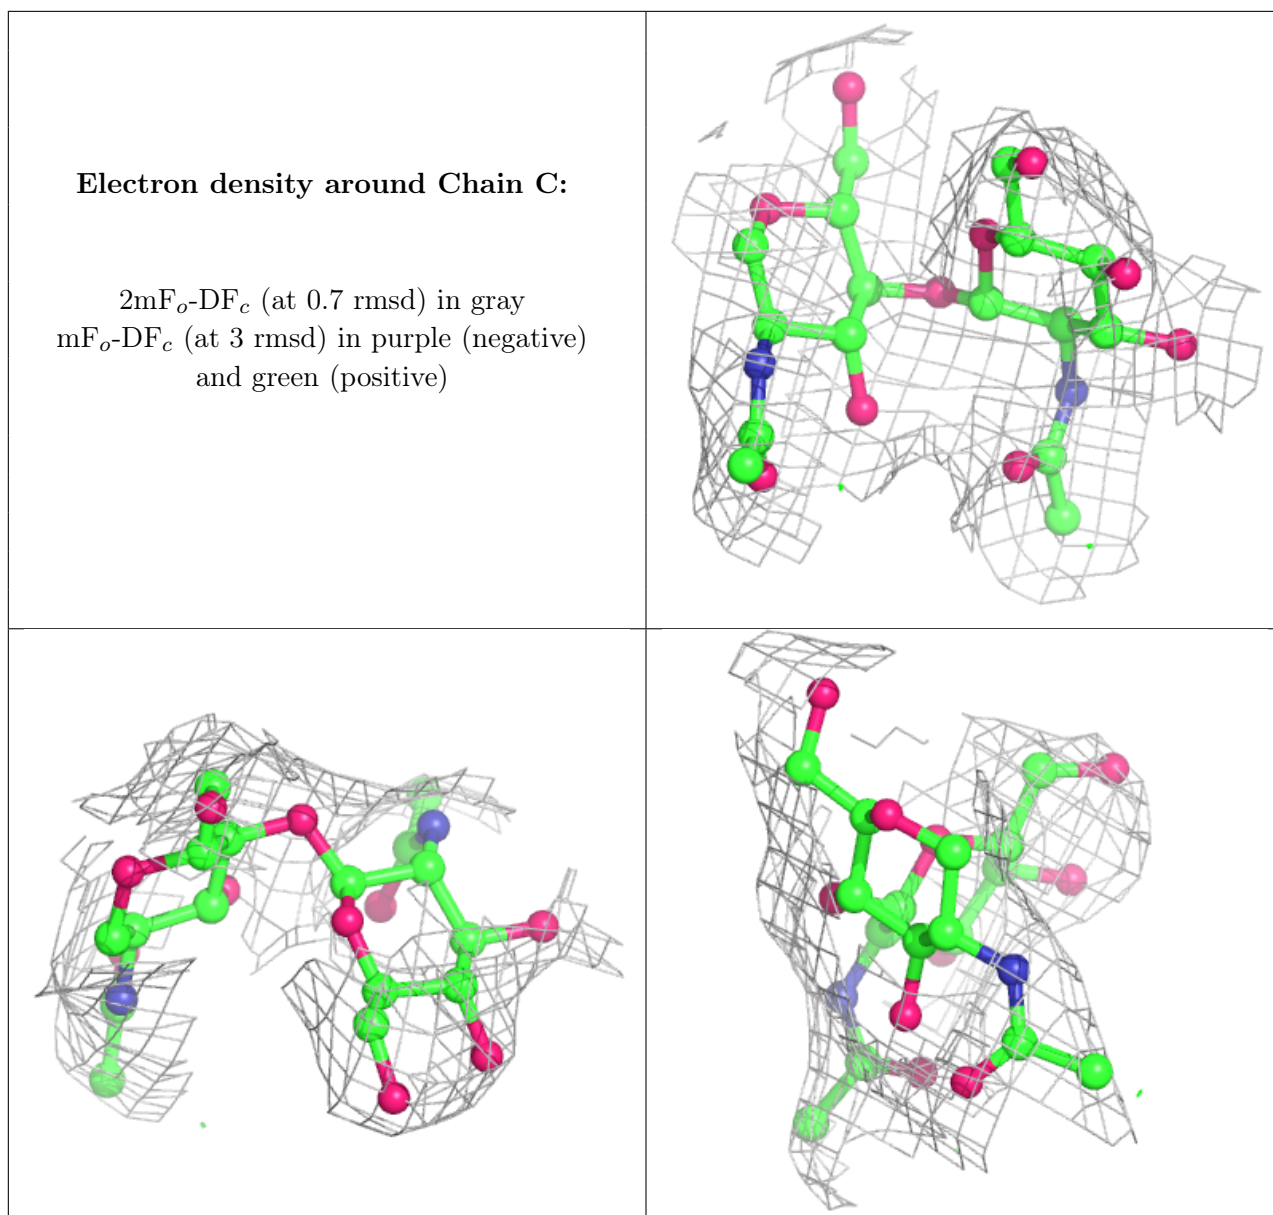 Electron density around Chain C:
2mFₒ-DF𝒸 (at 0.7 rmsd) in gray
mFₒ-DF𝒸 (at 3 rmsd) in purple (negative)
and green (positive)